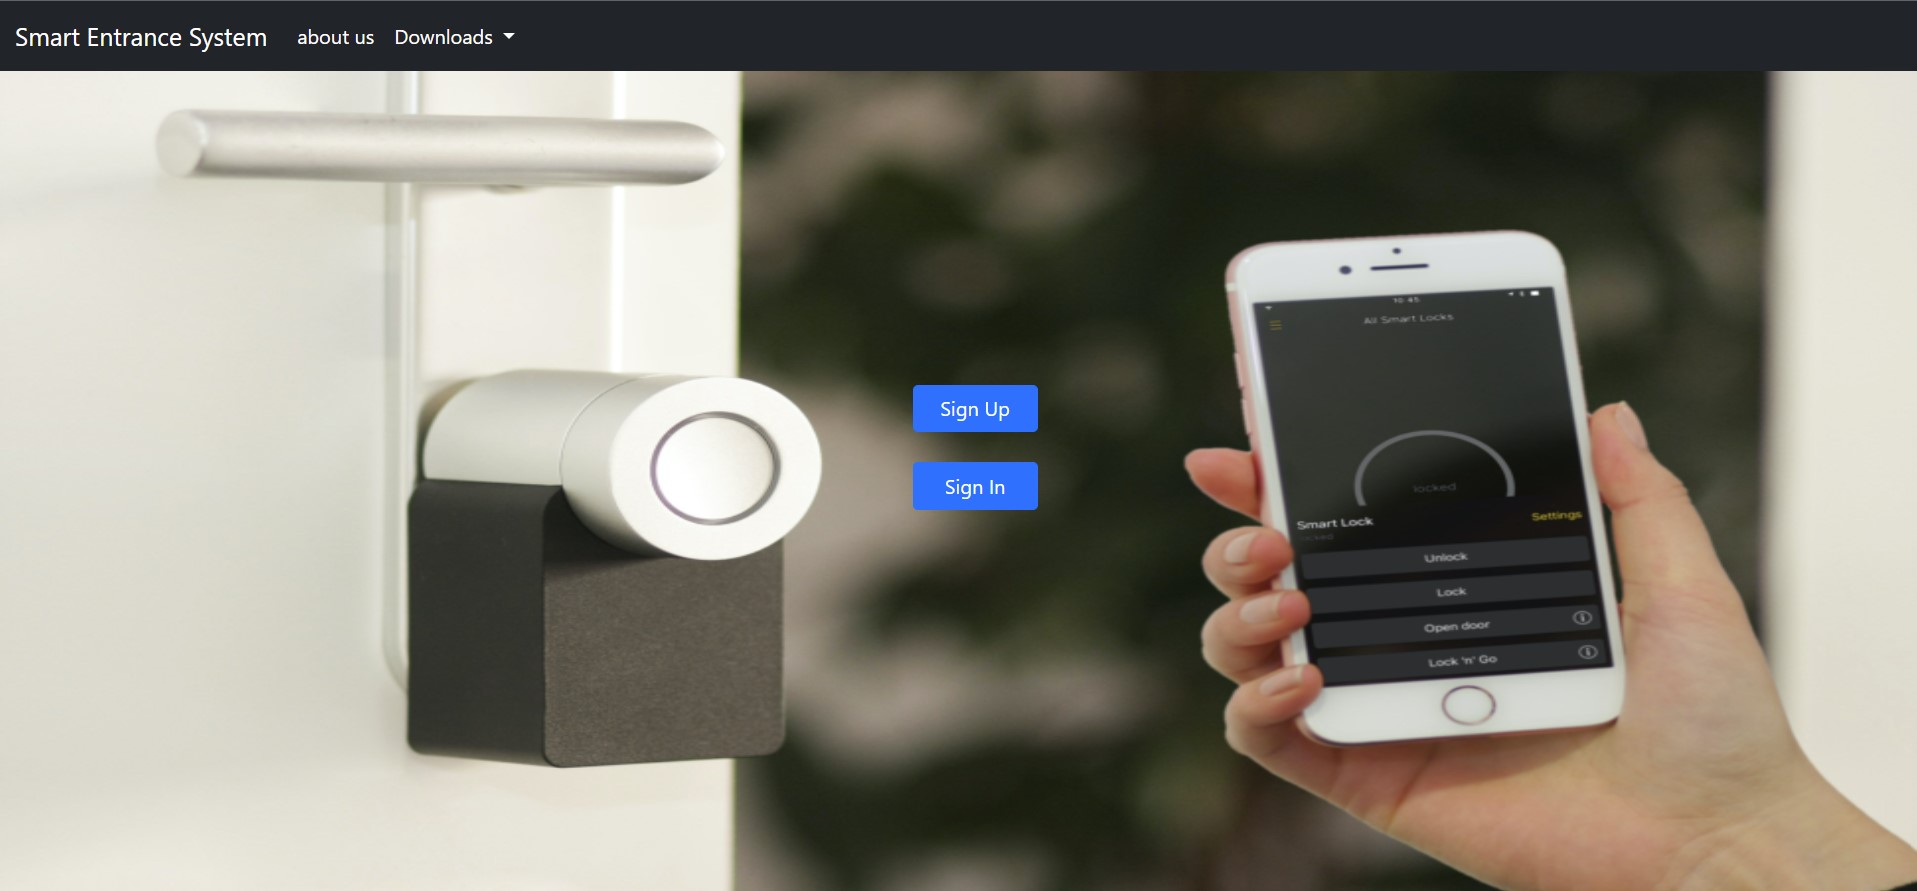 Smart Entrance System about us Downloads
10:45
All Smart Locks
Sign Up
Sign In
locked
Smart Lock Settings
locked
Unlock
Lock
Open door
Lock 'n' Go